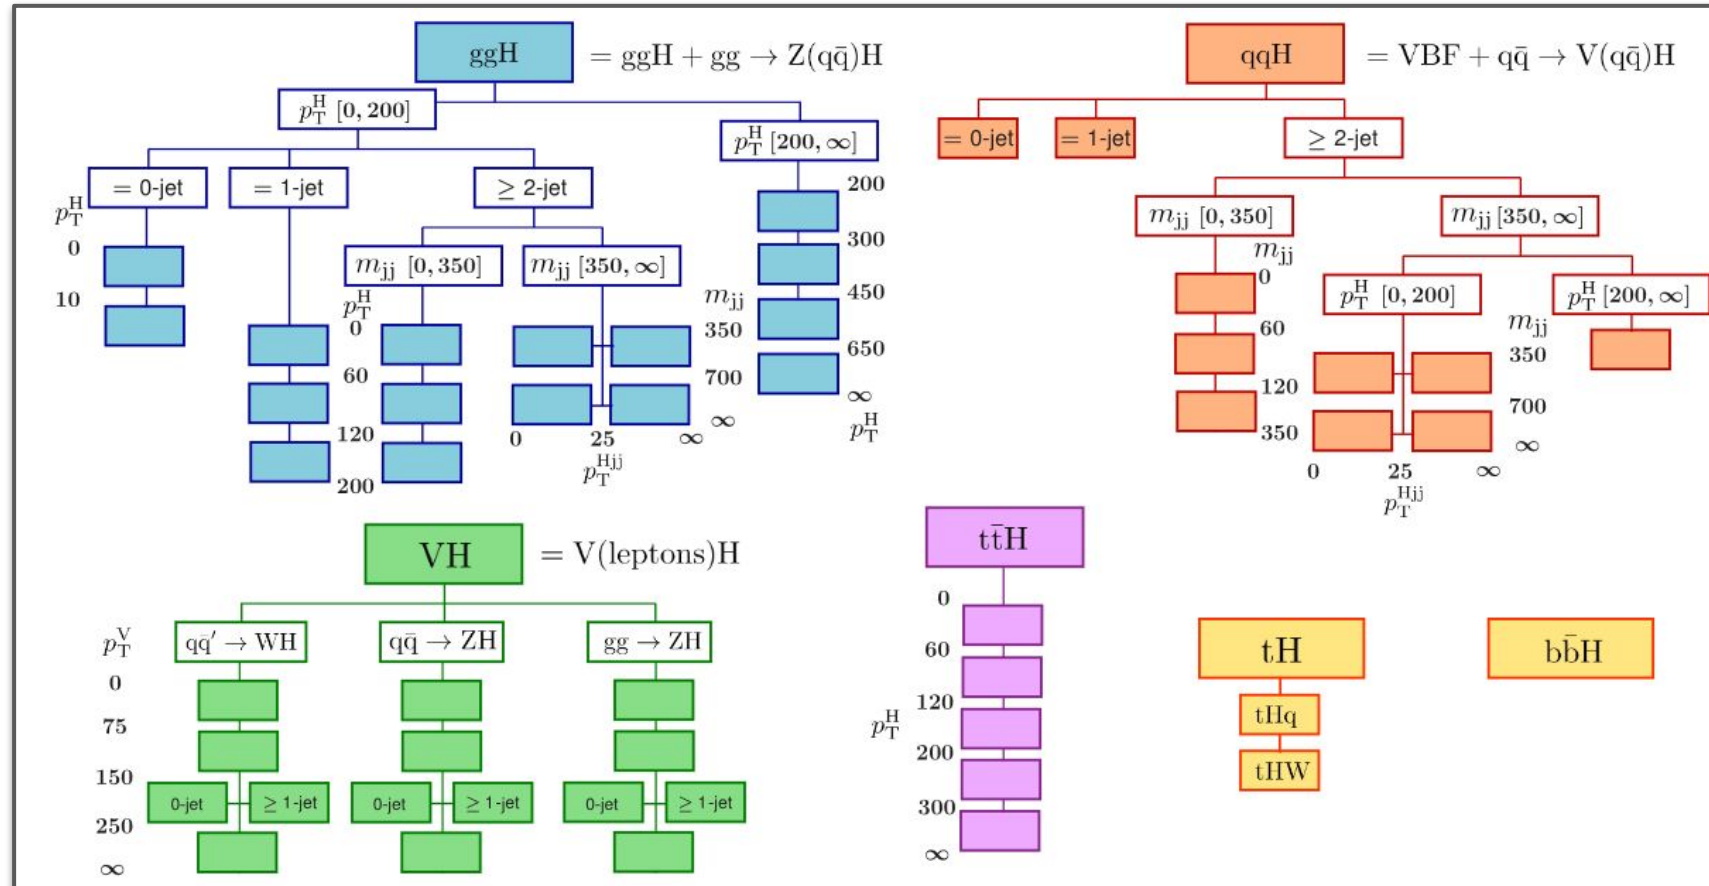 ggH = ggH + gg → Z(qq̄)H
p_T^H [0, 200]
p_T^H [200, ∞]
= 0-jet
= 1-jet
≥ 2-jet
p_T^H
0
10
m_jj [0, 350]
m_jj [350, ∞]
p_T^H
0
60
120
200
m_jj
350
700
∞
0 25 ∞
p_T^Hjj
200
300
450
650
∞
p_T^H
qqH = VBF + qq̄ → V(qq̄)H
= 0-jet
= 1-jet
≥ 2-jet
m_jj [0, 350]
m_jj [350, ∞]
m_jj
0
60
120
350
p_T^H [0, 200]
p_T^H [200, ∞]
m_jj
350
700
∞
0 25 ∞
p_T^Hjj
VH = V(leptons)H
p_T^V
qq̄′ → WH
qq̄ → ZH
gg → ZH
0
75
150
0-jet ≥ 1-jet 0-jet ≥ 1-jet 0-jet ≥ 1-jet
250
∞
tt̄H
0
60
120
p_T^H
200
300
∞
tH
tHq
tHW
bb̄H